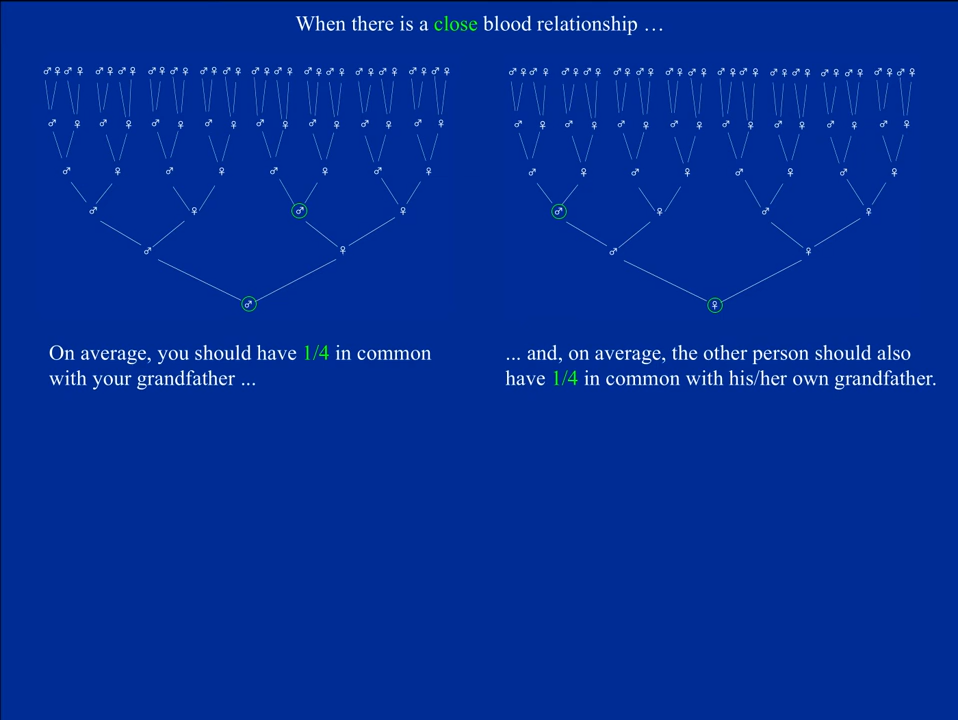 When there is a close blood relationship …
♂♀♂♀ ♂♀♂♀ ♂♀♂♀ ♂♀♂♀ ♂♀♂♀ ♂♀♂♀ ♂♀♂♀ ♂♀♂♀ ♂♀♂♀ ♂♀♂♀ ♂♀♂♀ ♂♀♂♀ ♂♀♂♀ ♂♀♂♀ ♂♀♂♀ ♂♀♂♀
♂ ♀ ♂ ♀ ♂ ♀ ♂ ♀ ♂ ♀ ♂ ♀ ♂ ♀ ♂ ♀ ♂ ♀ ♂ ♀ ♂ ♀ ♂ ♀ ♂ ♀ ♂ ♀ ♂ ♀ ♂ ♀
♂ ♀ ♂ ♀ ♂ ♀ ♂ ♀ ♂ ♀ ♂ ♀ ♂ ♀ ♂ ♀
♂ ♀ ♂ ♀ ♂ ♀ ♂ ♀
♂ ♀ ♂ ♀
♂ ♀
On average, you should have 1/4 in common
with your grandfather ...
... and, on average, the other person should also
have 1/4 in common with his/her own grandfather.